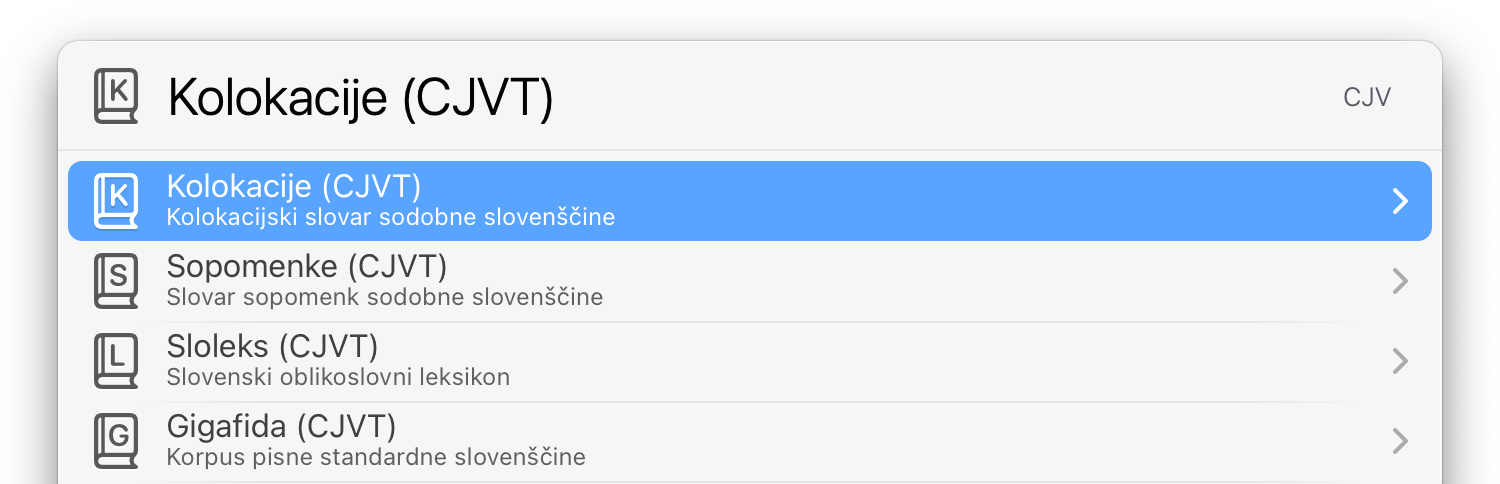 K Kolokacije (CJVT) CJV
K Kolokacije (CJVT)
Kolokacijski slovar sodobne slovenščine
S Sopomenke (CJVT)
Slovar sopomenk sodobne slovenščine
L Sloleks (CJVT)
Slovenski oblikoslovni leksikon
G Gigafida (CJVT)
Korpus pisne standardne slovenščine